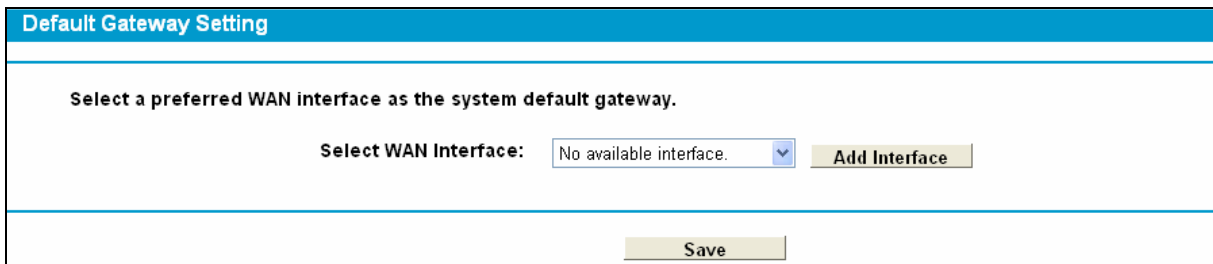 Default Gateway Setting
Select a preferred WAN interface as the system default gateway.
Select WAN Interface: No available interface. Add Interface
Save